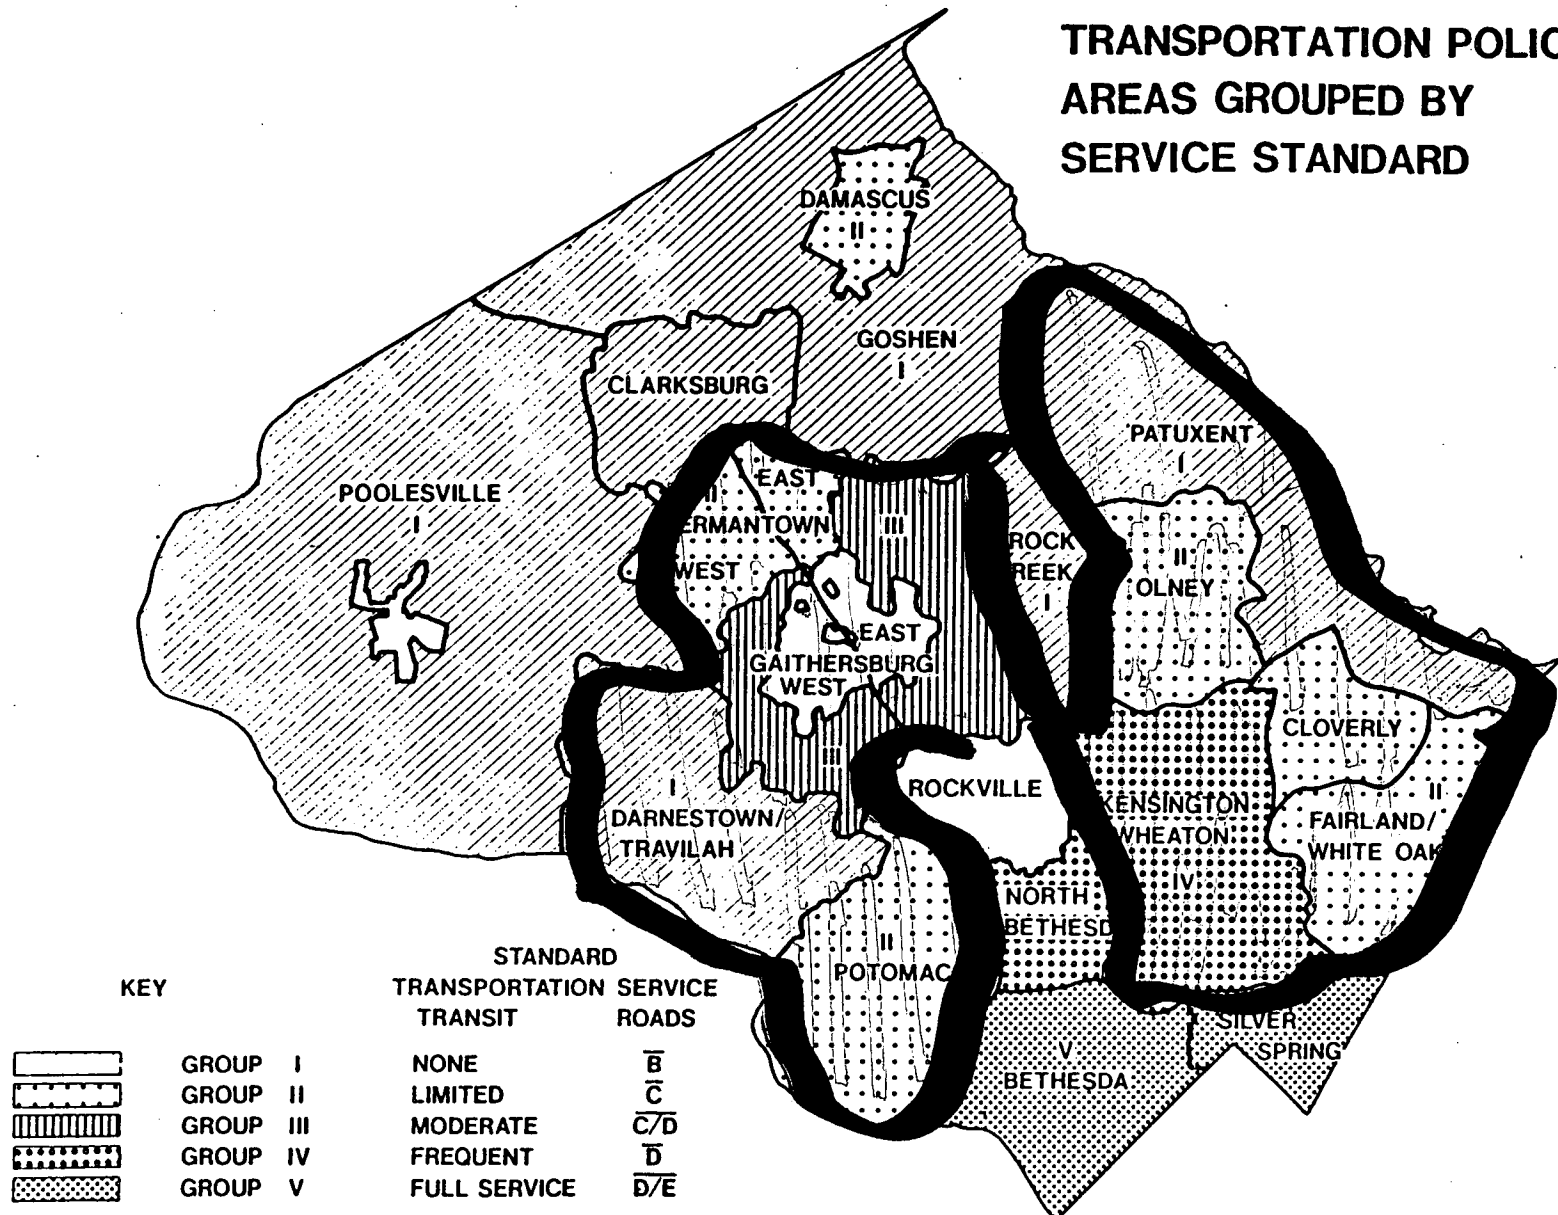 TRANSPORTATION POLIC
AREAS GROUPED BY
SERVICE STANDARD
DAMASCUS
II
GOSHEN
I
CLARKSBURG
PATUXENT
I
POOLESVILLE
I
EAST
II
ERMANTOWN
WEST
III
ROCK
REEK
I
II
OLNEY
EAST
GAITHERSBURG
WEST
III
CLOVERLY
ROCKVILLE
I
DARNESTOWN/
TRAVILAH
KENSINGTON
WHEATON
IV
II
FAIRLAND/
WHITE OAK
NORTH
BETHESD
II
POTOMAC
SILVER
SPRING
V
BETHESDA
STANDARD
KEY TRANSPORTATION SERVICE
TRANSIT ROADS
GROUP I NONE B
GROUP II LIMITED C
GROUP III MODERATE C/D
GROUP IV FREQUENT D
GROUP V FULL SERVICE D/E